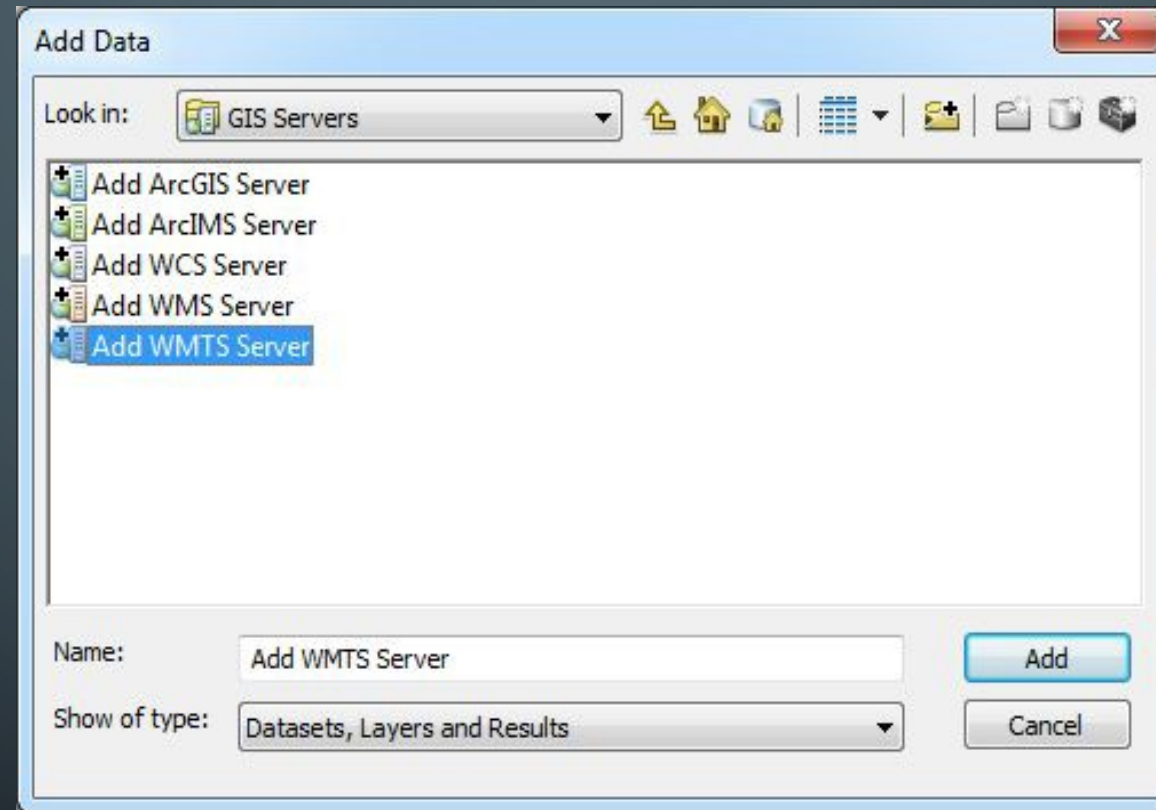 Add Data
Look in: GIS Servers
Add ArcGIS Server
Add ArcIMS Server
Add WCS Server
Add WMS Server
Add WMTS Server
Name: Add WMTS Server Add
Show of type: Datasets, Layers and Results Cancel